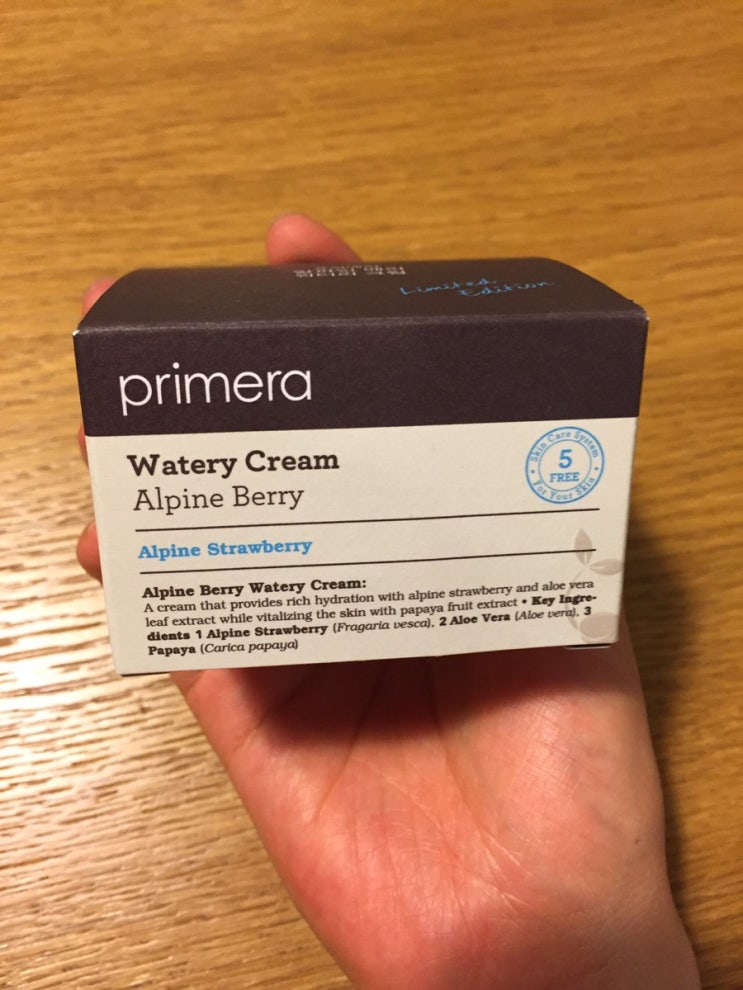 Limited
Edition
primera
Watery Cream
Alpine Berry
Skin Care System
5
FREE
For Your Skin
Alpine Strawberry
Alpine Berry Watery Cream:
A cream that provides rich hydration with alpine strawberry and aloe vera
leaf extract while vitalizing the skin with papaya fruit extract • Key Ingre-
dients 1 Alpine Strawberry (Fragaria vesca), 2 Aloe Vera (Aloe vera), 3
Papaya (Carica papaya)